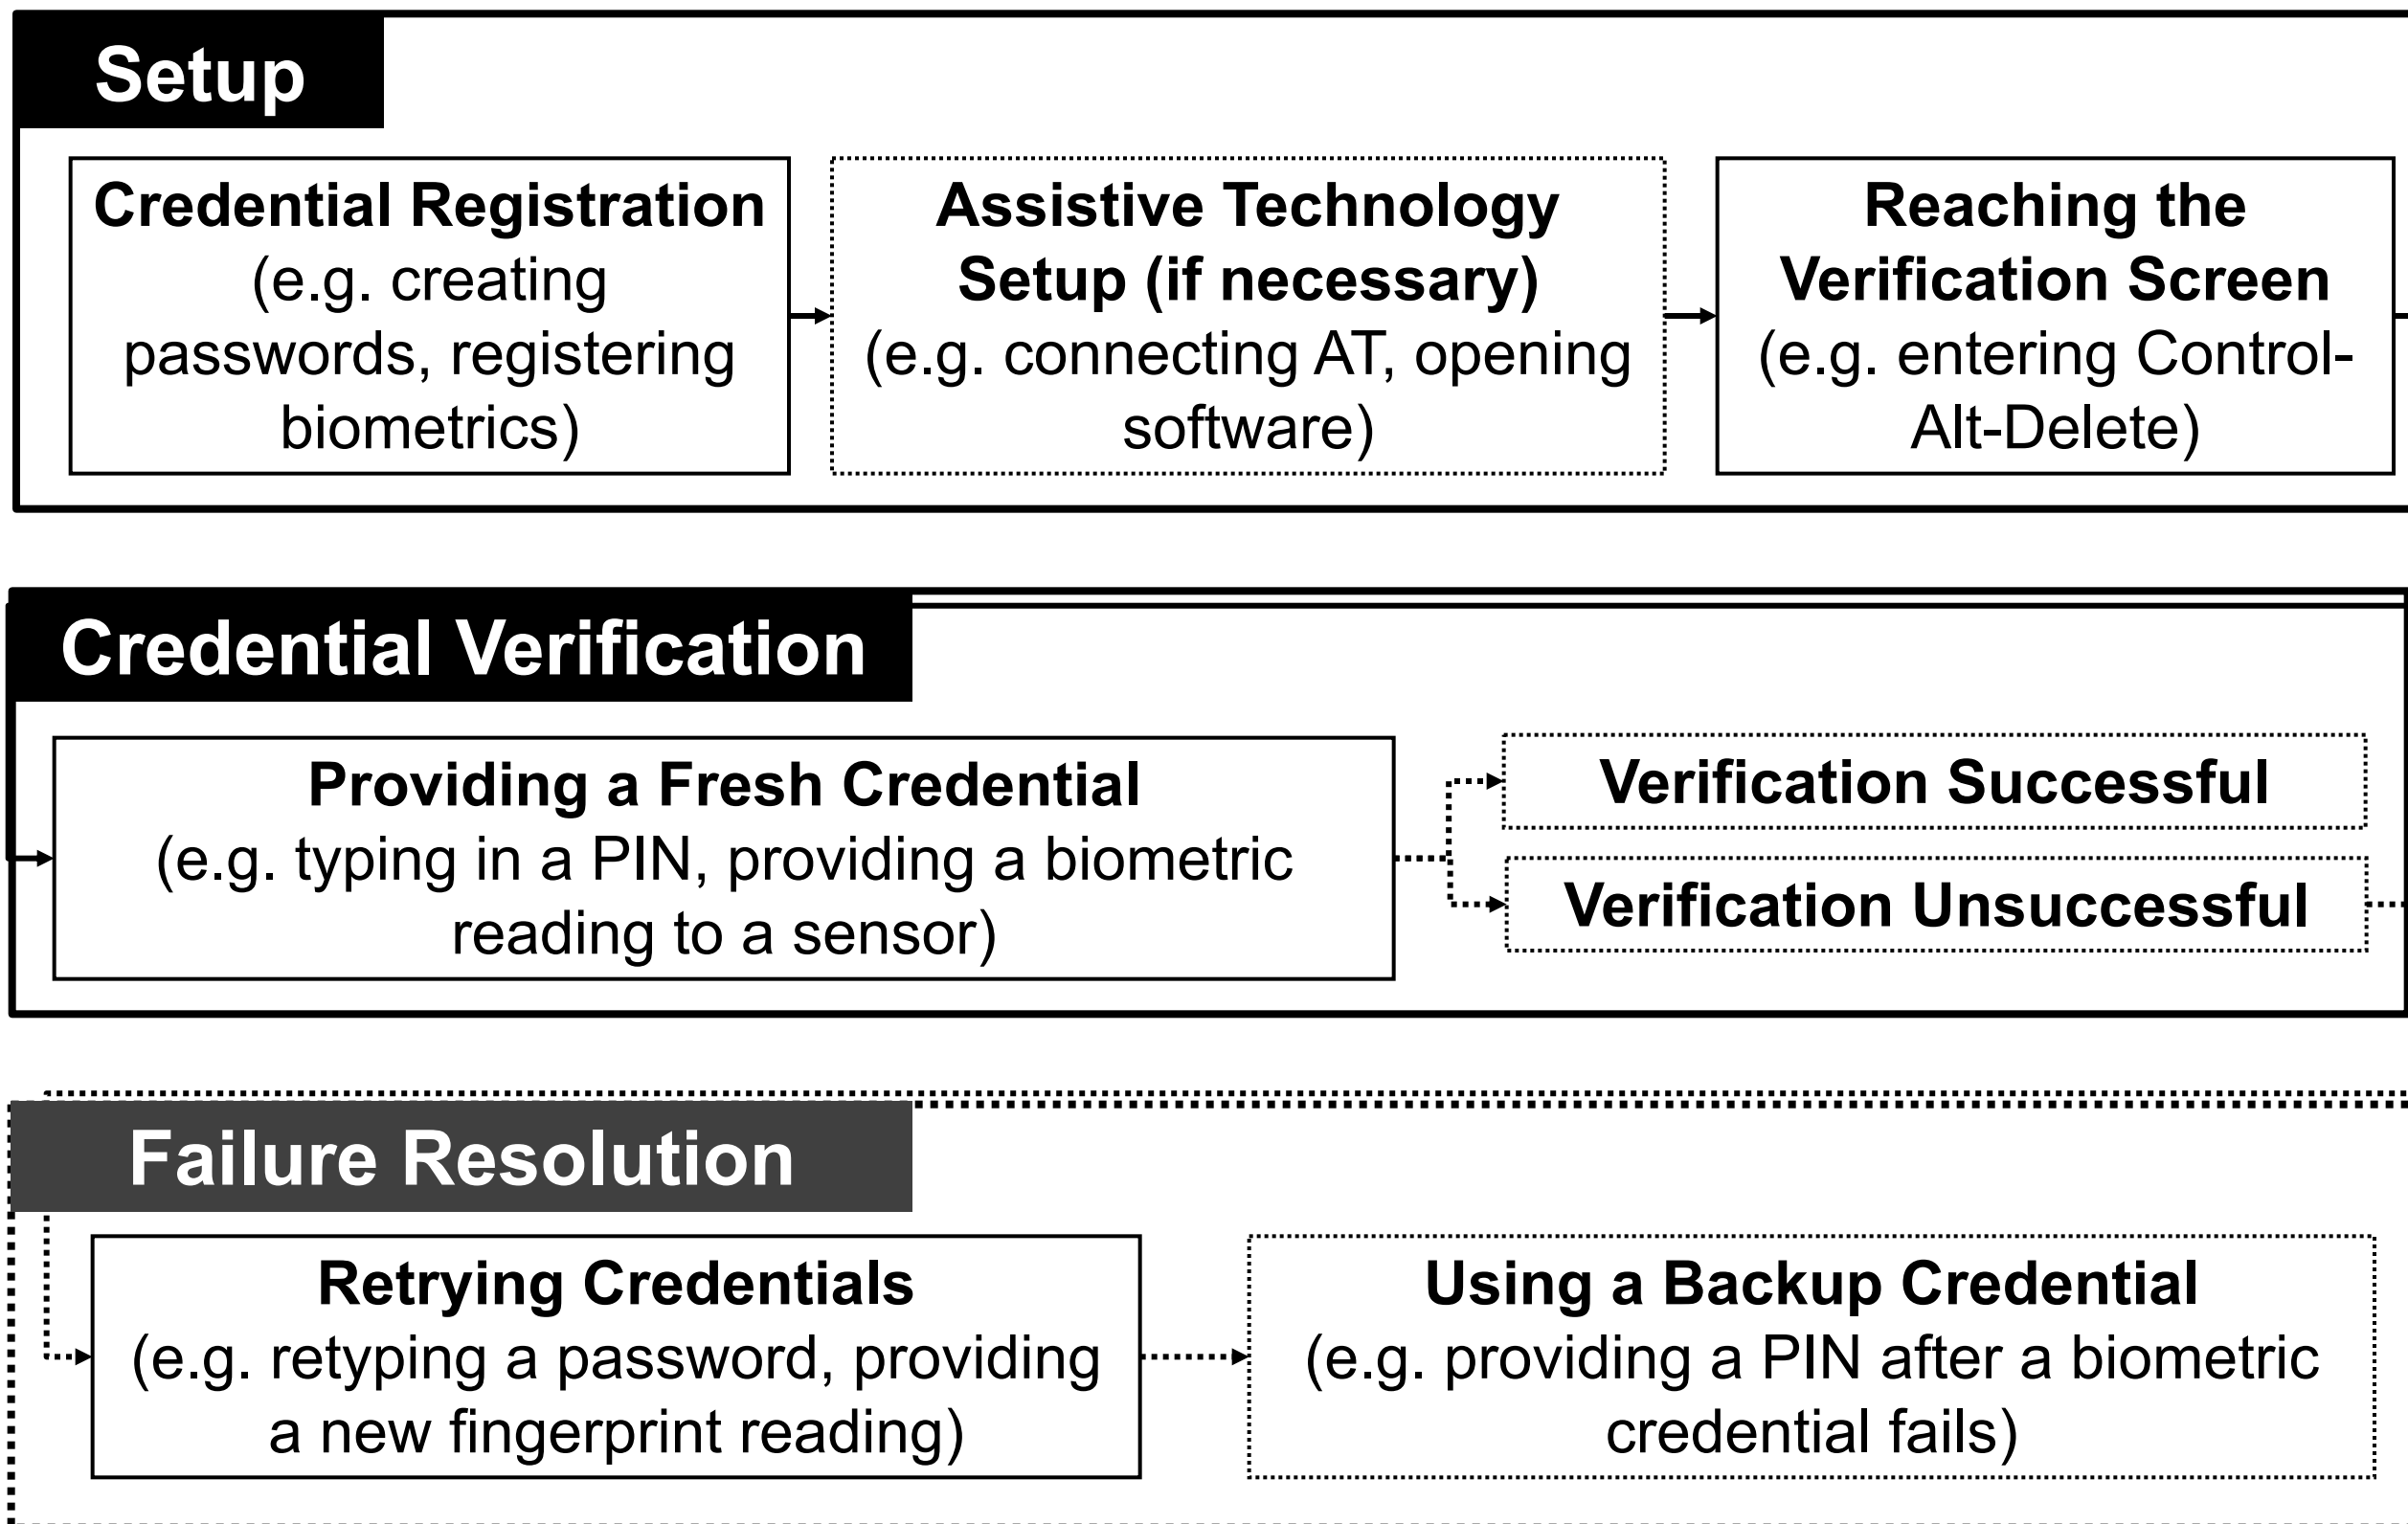 Setup
Credential Registration
(e.g. creating
passwords, registering
biometrics)
Assistive Technology
Setup (if necessary)
(e.g. connecting AT, opening
software)
Reaching the
Verification Screen
(e.g. entering Control-
Alt-Delete)
Credential Verification
Providing a Fresh Credential
(e.g. typing in a PIN, providing a biometric
reading to a sensor)
Verification Successful
Verification Unsuccessful
Failure Resolution
Retrying Credentials
(e.g. retyping a password, providing
a new fingerprint reading)
Using a Backup Credential
(e.g. providing a PIN after a biometric
credential fails)